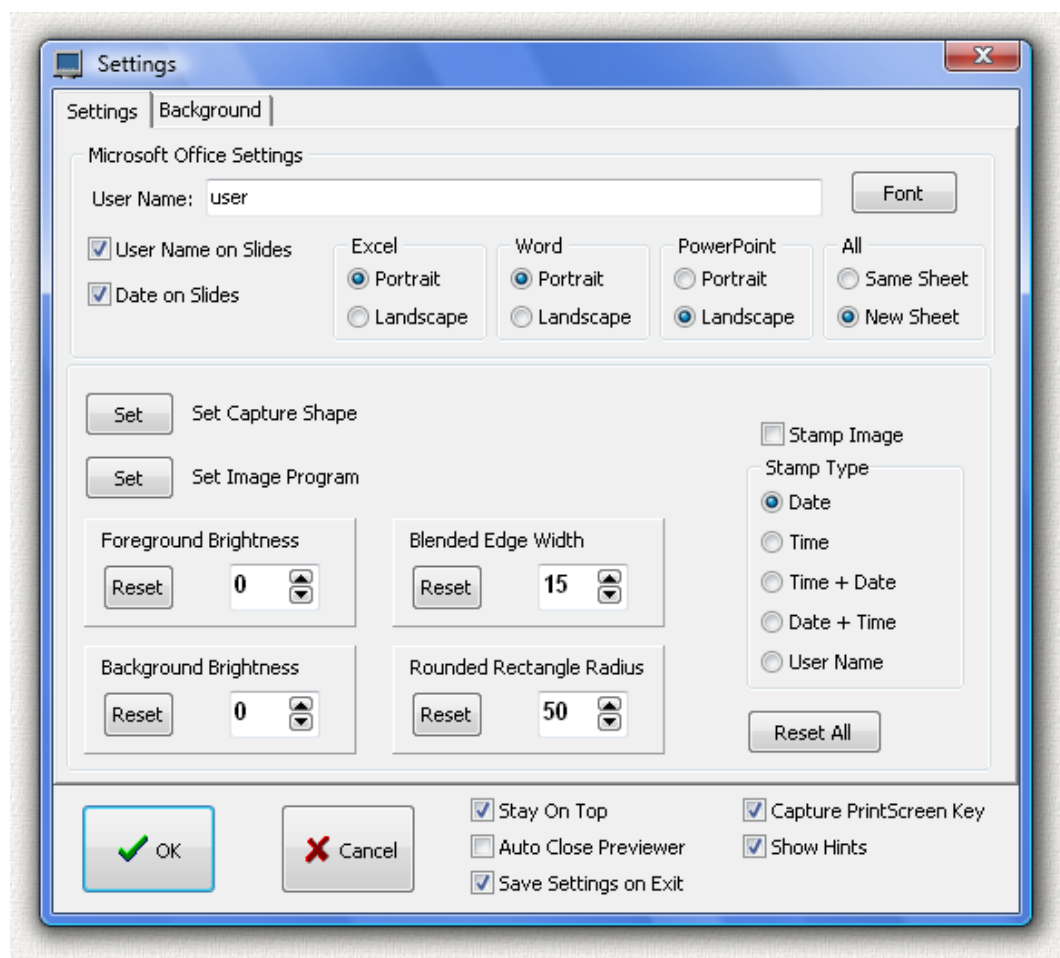 Settings
Settings Background
Microsoft Office Settings
User Name: user Font
User Name on Slides
Date on Slides
Excel
Portrait
Landscape
Word
Portrait
Landscape
PowerPoint
Portrait
Landscape
All
Same Sheet
New Sheet
Set Set Capture Shape
Set Set Image Program
Foreground Brightness
Reset 0
Blended Edge Width
Reset 15
Background Brightness
Reset 0
Rounded Rectangle Radius
Reset 50
Stamp Image
Stamp Type
Date
Time
Time + Date
Date + Time
User Name
Reset All
OK
Cancel
Stay On Top
Auto Close Previewer
Save Settings on Exit
Capture PrintScreen Key
Show Hints